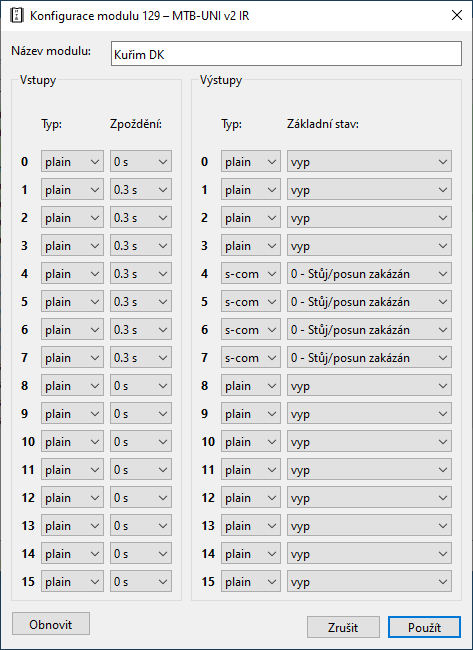 Konfigurace modulu 129 – MTB-UNI v2 IR
Název modulu: Kuřim DK
Vstupy Výstupy
Typ: Zpoždění: Typ: Základní stav:
0 plain 0 s 0 plain vyp
1 plain 0.3 s 1 plain vyp
2 plain 0.3 s 2 plain vyp
3 plain 0.3 s 3 plain vyp
4 plain 0.3 s 4 s-com 0 - Stůj/posun zakázán
5 plain 0.3 s 5 s-com 0 - Stůj/posun zakázán
6 plain 0.3 s 6 s-com 0 - Stůj/posun zakázán
7 plain 0.3 s 7 s-com 0 - Stůj/posun zakázán
8 plain 0 s 8 plain vyp
9 plain 0 s 9 plain vyp
10 plain 0 s 10 plain vyp
11 plain 0 s 11 plain vyp
12 plain 0 s 12 plain vyp
13 plain 0 s 13 plain vyp
14 plain 0 s 14 plain vyp
15 plain 0 s 15 plain vyp
Obnovit Zrušit Použít